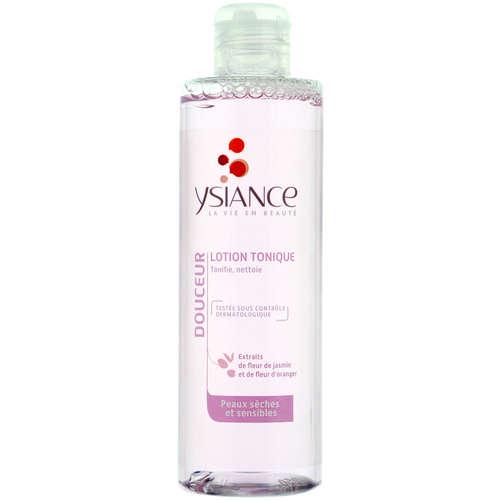 YSIANCE
LA VIE EN BEAUTÉ
DOUCEUR
LOTION TONIQUE
Tonifie, nettoie
TESTÉE SOUS CONTRÔLE
DERMATOLOGIQUE
Extraits
de fleur de jasmin
et de fleur d'oranger
Peaux sèches
et sensibles